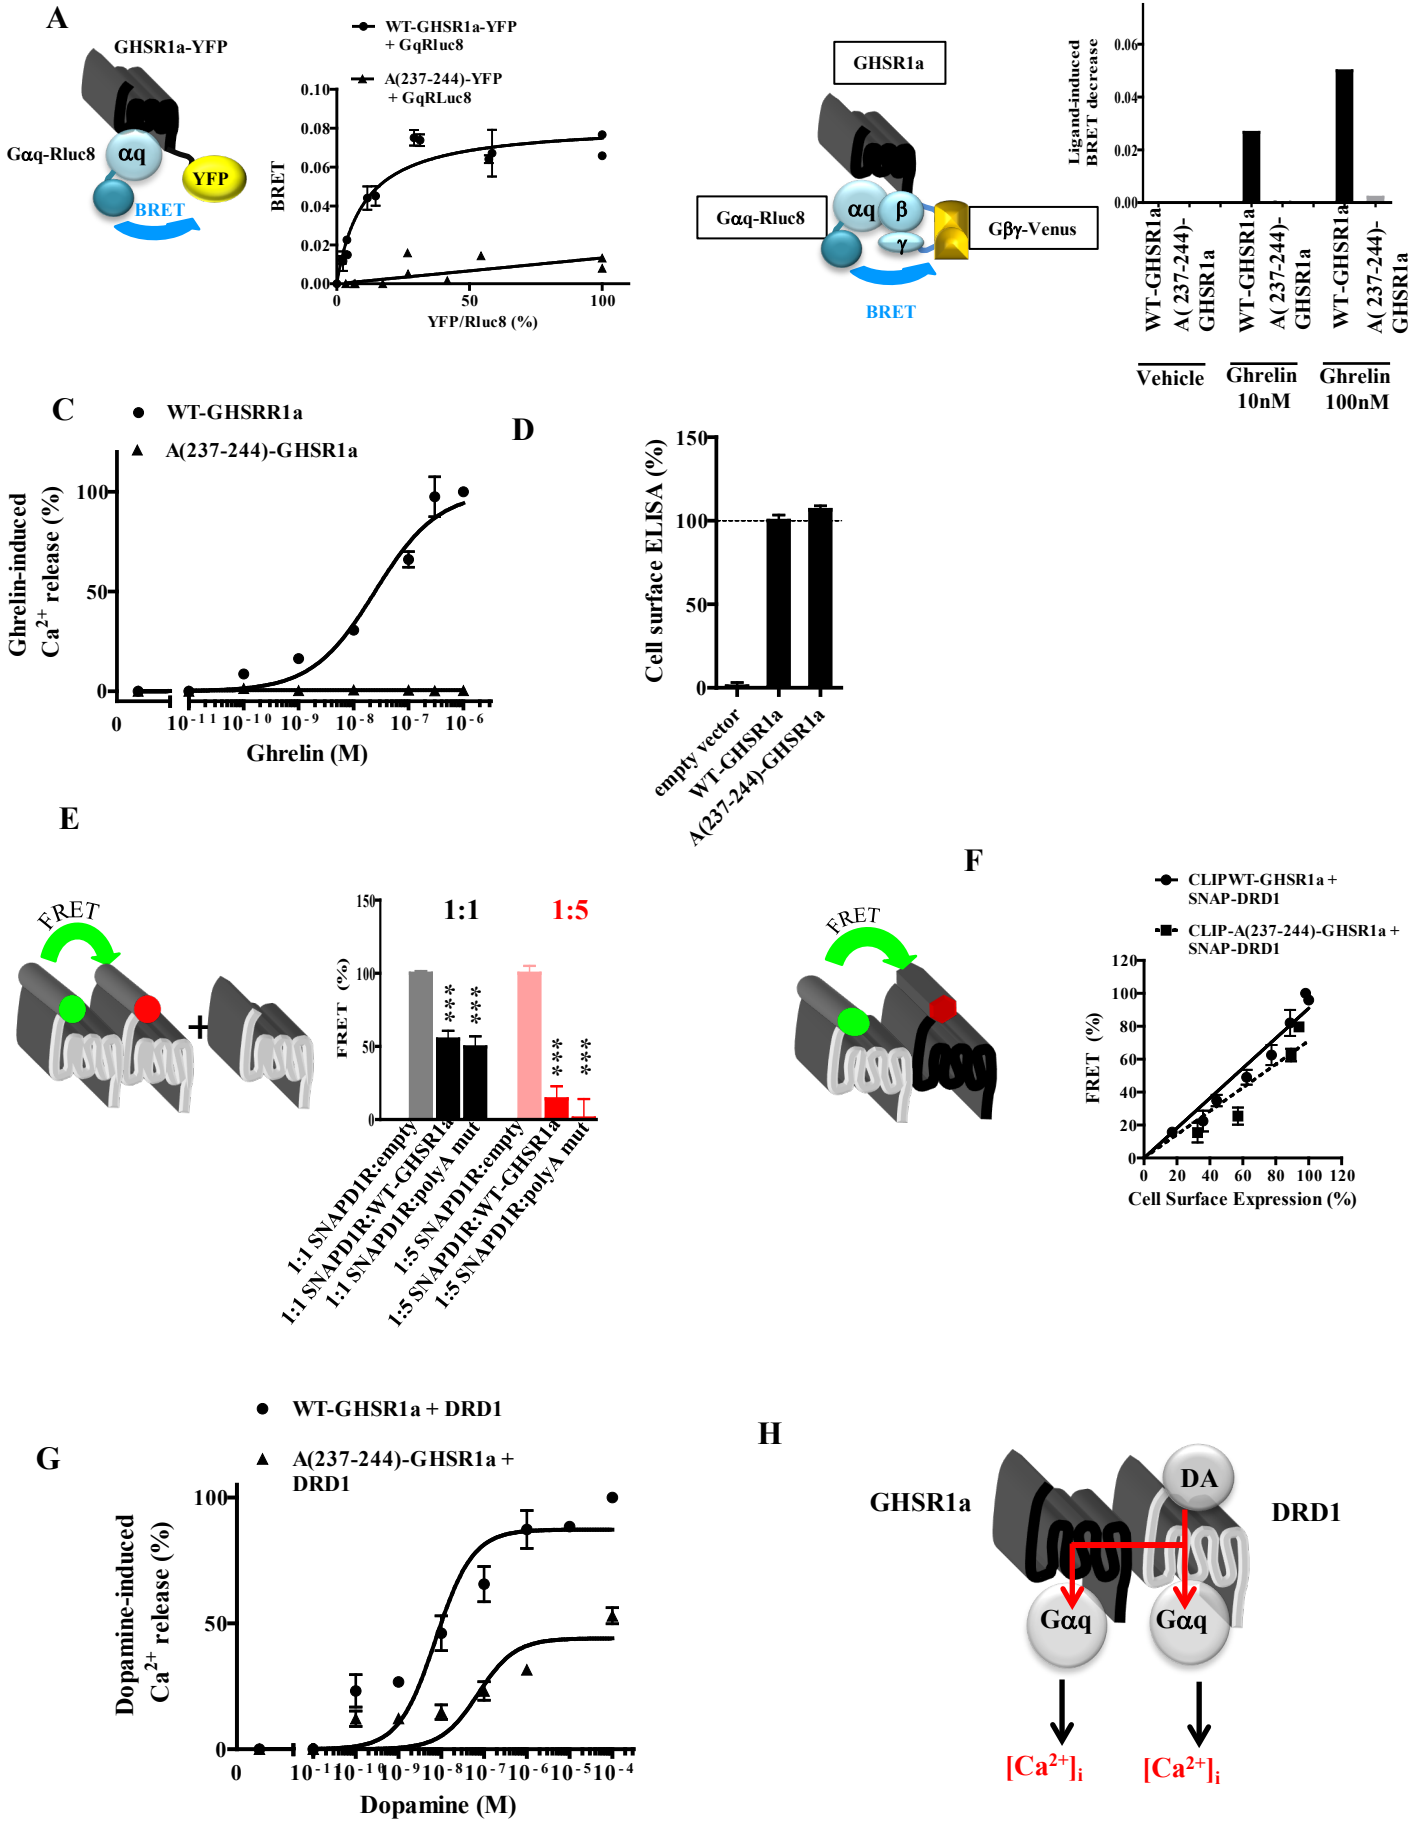 A
GHSR1a-YFP
Gαq-Rluc8
αq
YFP
BRET
WT-GHSR1a-YFP
+ GqRluc8
A(237-244)-YFP
+ GqRLuc8
BRET
0.10
0.08
0.06
0.04
0.02
0.00
0
50
100
YFP/Rluc8 (%)
GHSR1a
Gαq-Rluc8
αq
β
γ
Gβγ-Venus
BRET
Ligand-induced
BRET decrease
0.06
0.04
0.02
0.00
WT-GHSR1a
A( 237-244)-
GHSR1a
WT-GHSR1a
A( 237-244)-
GHSR1a
WT-GHSR1a
A( 237-244)-
GHSR1a
Vehicle
Ghrelin
10nM
Ghrelin
100nM
C
WT-GHSRR1a
A(237-244)-GHSR1a
Ghrelin-induced
Ca²⁺ release (%)
100
50
0
0
10⁻¹¹
10⁻¹⁰
10⁻⁹
10⁻⁸
10⁻⁷
10⁻⁶
Ghrelin (M)
D
Cell surface ELISA (%)
150
100
50
0
empty vector
WT-GHSR1a
A(237-244)-GHSR1a
E
FRET
+
FRET (%)
150
100
50
0
1:1
1:5
***
***
***
***
1:1 SNAPD1R:empty
1:1 SNAPD1R:WT-GHSR1a
1:1 SNAPD1R:polyA mut
1:5 SNAPD1R:empty
1:5 SNAPD1R:WT-GHSR1a
1:5 SNAPD1R:polyA mut
F
FRET
CLIPWT-GHSR1a +
SNAP-DRD1
CLIP-A(237-244)-GHSR1a +
SNAP-DRD1
FRET (%)
120
100
80
60
40
20
0
0
20
40
60
80
100
120
Cell Surface Expression (%)
G
WT-GHSR1a + DRD1
A(237-244)-GHSR1a +
DRD1
Dopamine-induced
Ca²⁺ release (%)
100
50
0
0
10⁻¹¹
10⁻¹⁰
10⁻⁹
10⁻⁸
10⁻⁷
10⁻⁶
10⁻⁵
10⁻⁴
Dopamine (M)
H
GHSR1a
DA
DRD1
Gαq
Gαq
[Ca²⁺]i
[Ca²⁺]i